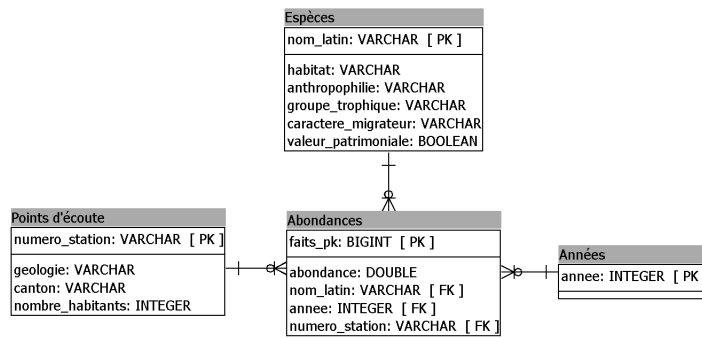 Espèces
nom_latin: VARCHAR [ PK ]
habitat: VARCHAR
anthropophilie: VARCHAR
groupe_trophique: VARCHAR
caractere_migrateur: VARCHAR
valeur_patrimoniale: BOOLEAN
Points d'écoute
numero_station: VARCHAR [ PK ]
geologie: VARCHAR
canton: VARCHAR
nombre_habitants: INTEGER
Abondances
faits_pk: BIGINT [ PK ]
abondance: DOUBLE
nom_latin: VARCHAR [ FK ]
annee: INTEGER [ FK ]
numero_station: VARCHAR [ FK ]
Années
annee: INTEGER [ PK